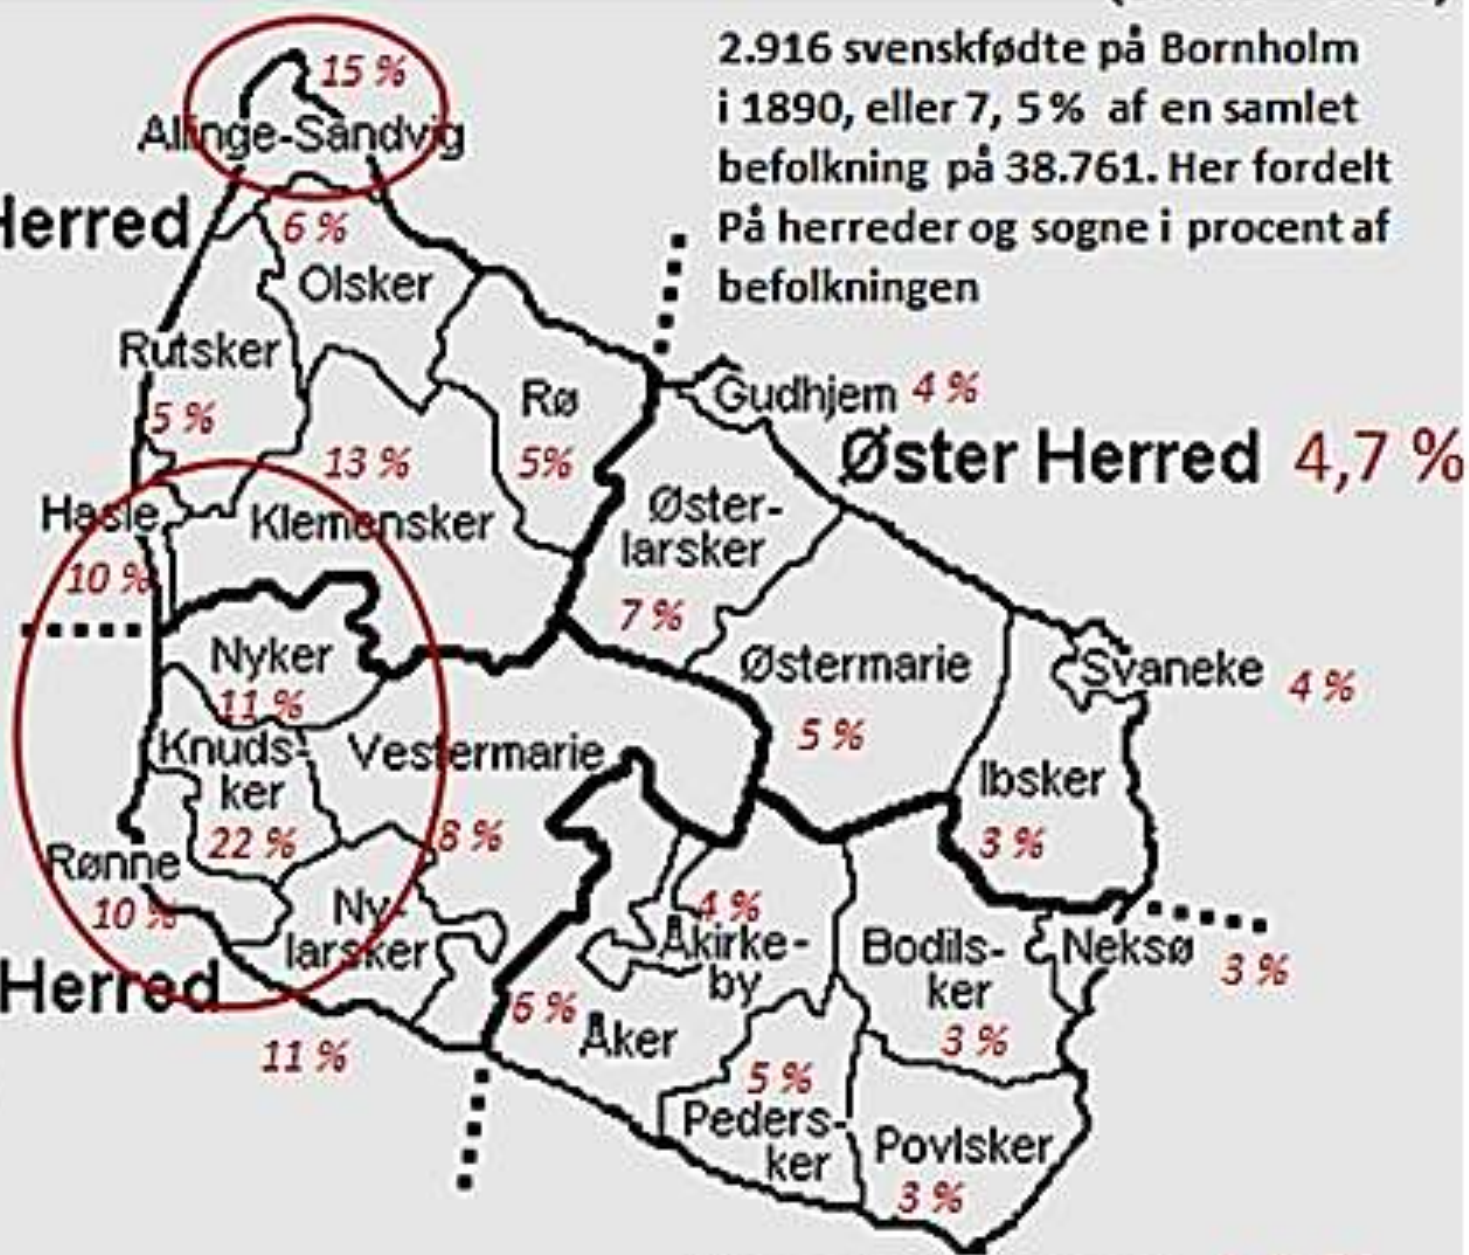 2.916 svenskfødte på Bornholm
i 1890, eller 7, 5 % af en samlet
befolkning på 38.761. Her fordelt
På herreder og sogne i procent af
befolkningen
15 %
Allinge-Sandvig
Herred
6 %
Olsker
Rutsker
5 %
Rø
5%
Gudhjem 4 %
Øster Herred 4,7 %
13 %
Klemensker
Hasle
10 %
Øster-
larsker
7 %
Nyker
11 %
Østermarie
5 %
Svaneke 4 %
Knuds-
ker
22 %
Vestermarie
8 %
Ibsker
3 %
Rønne
10 %
Ny-
larsker
11 %
Herred
4 %
Åkirke-
by
6 %
Åker
Bodils-
ker
3 %
Neksø 3 %
5 %
Peders-
ker
Povlsker
3 %